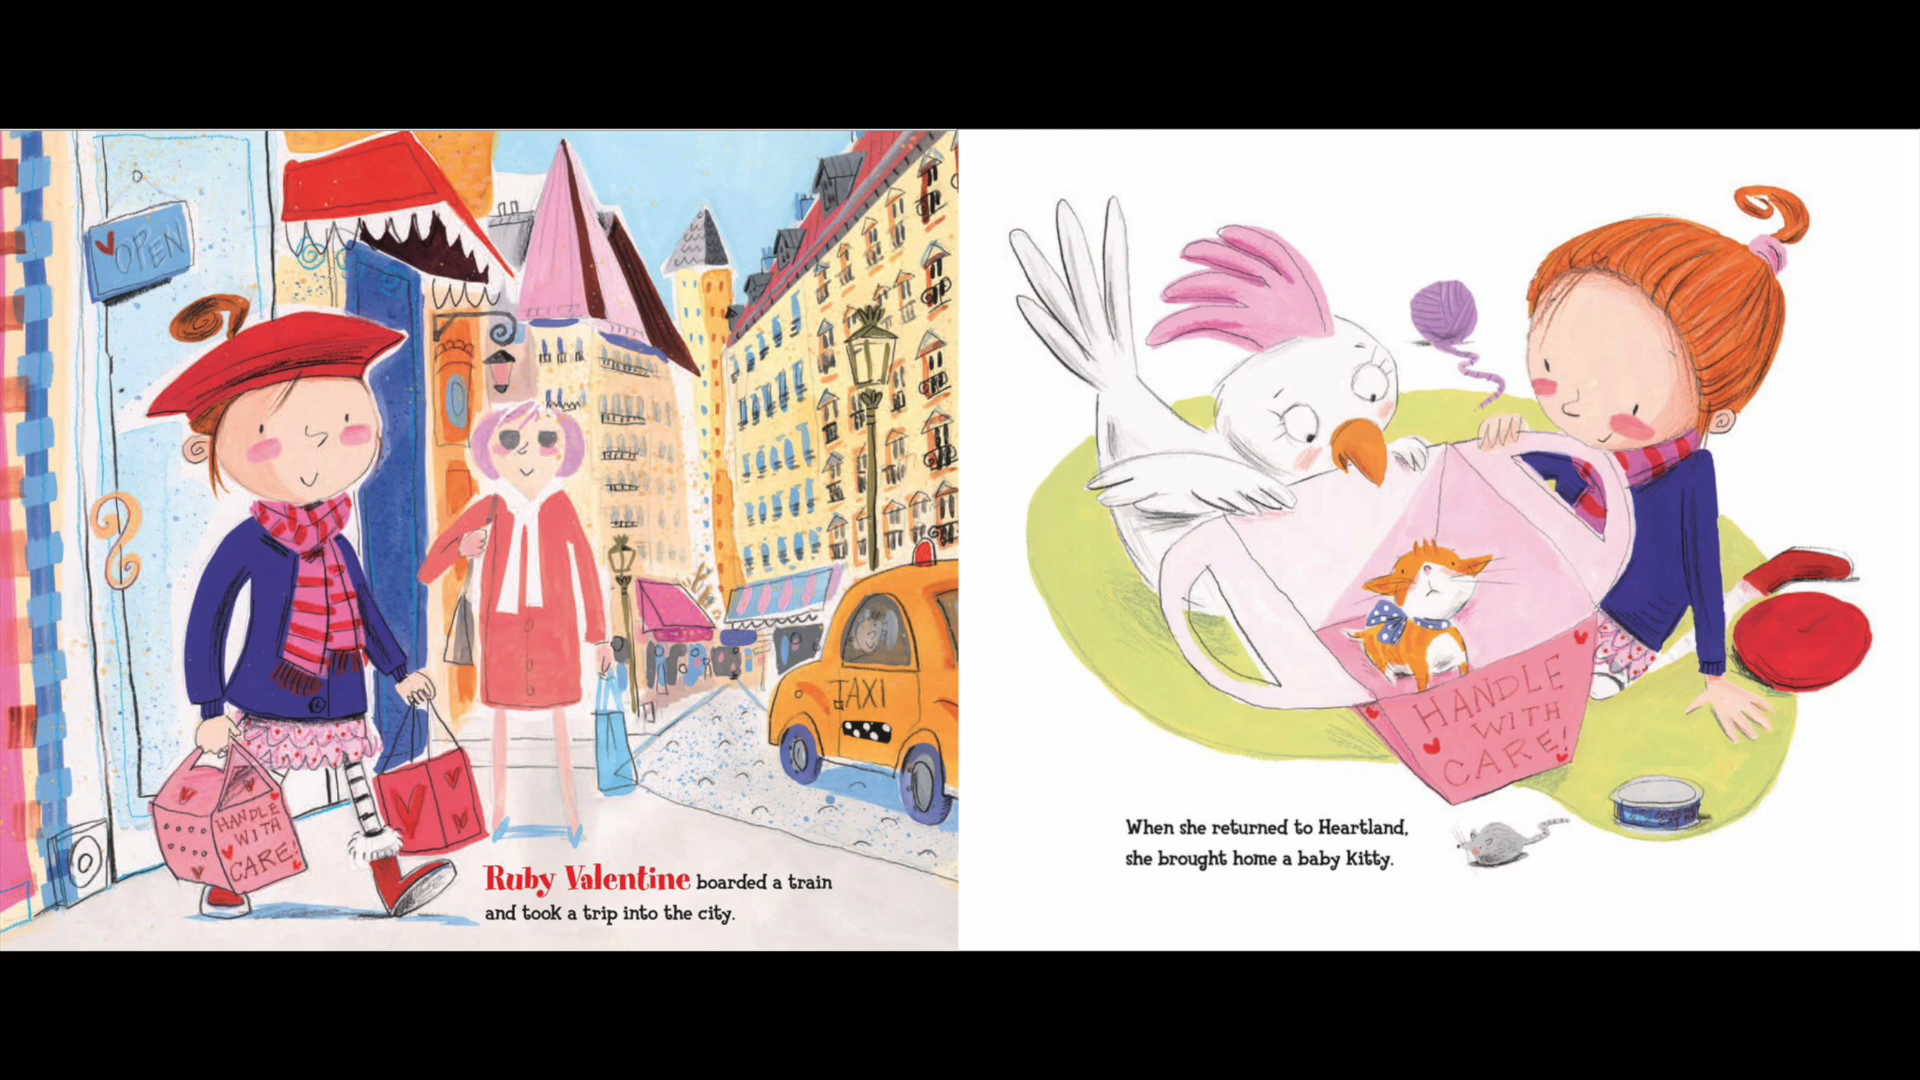 OPEN
TAXI
HANDLE
WITH
CARE!
Ruby Valentine boarded a train
and took a trip into the city.
HANDLE
WITH
CARE!
When she returned to Heartland,
she brought home a baby Kitty.